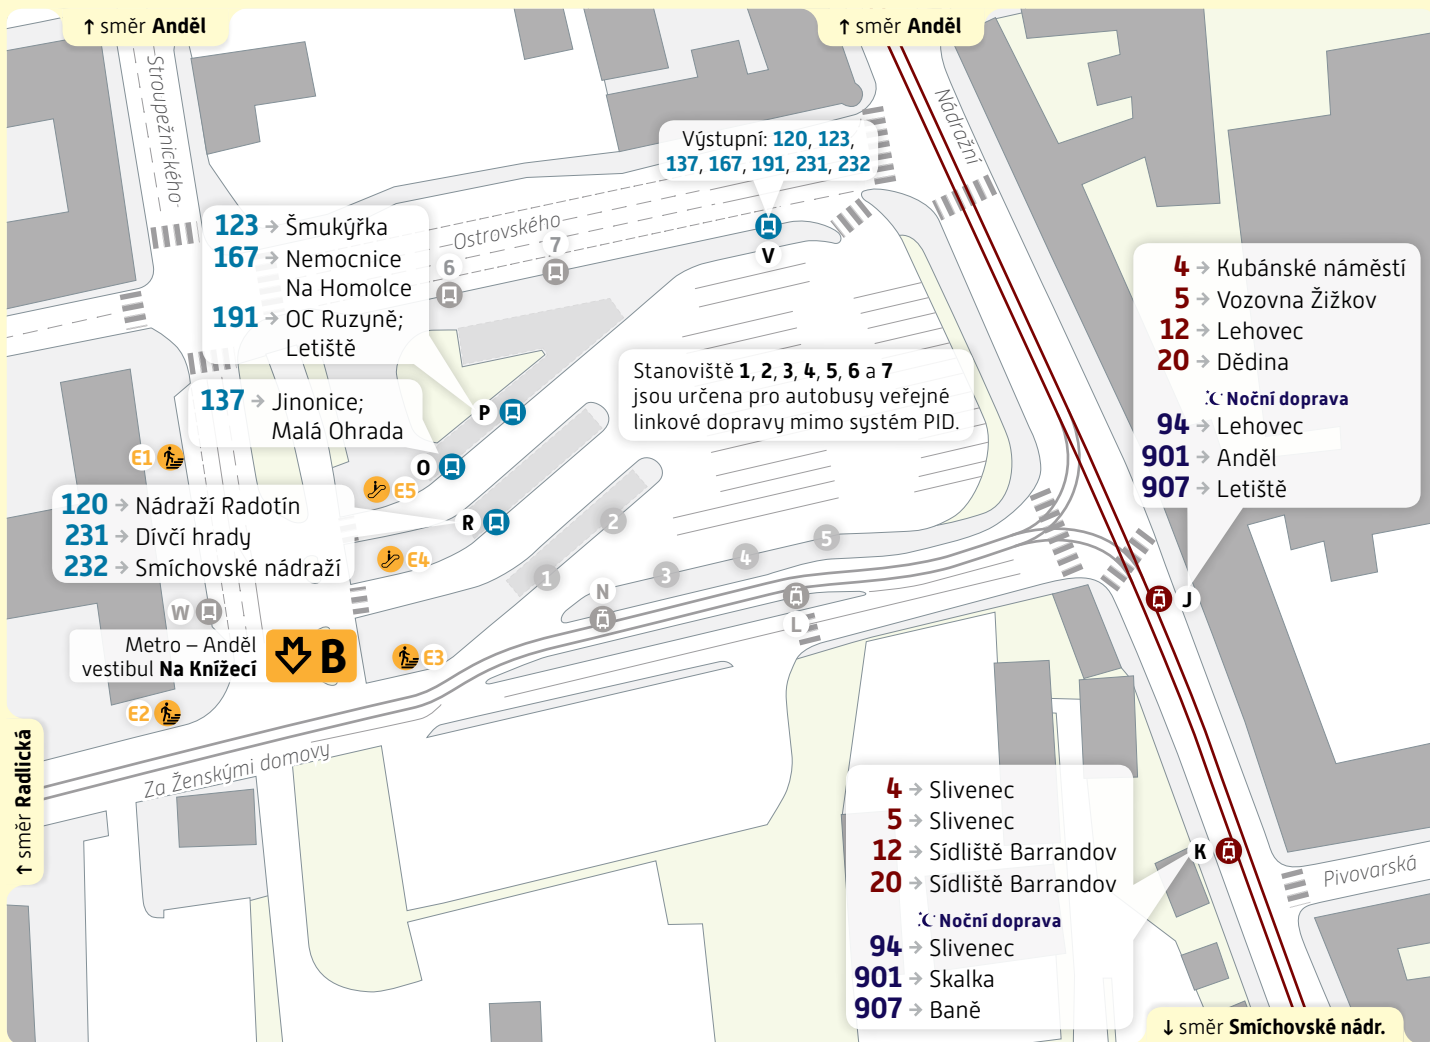 ↑ směr Anděl
↑ směr Anděl
Stroupežnického
Nádražní
Výstupní: 120, 123,
137, 167, 191, 231, 232
V
Ostrovského
6
7
123 → Šmukýřka
167 → Nemocnice
Na Homolce
191 → OC Ruzyně;
Letiště
P
137 → Jinonice;
Malá Ohrada
O
Stanoviště 1, 2, 3, 4, 5, 6 a 7
jsou určena pro autobusy veřejné
linkové dopravy mimo systém PID.
4 → Kubánské náměstí
5 → Vozovna Žižkov
12 → Lehovec
20 → Dědina
Noční doprava
94 → Lehovec
901 → Anděl
907 → Letiště
J
E1
E5
120 → Nádraží Radotín
231 → Dívčí hrady
232 → Smíchovské nádraží
R
E4
1
2
3
4
5
N
L
W
Metro – Anděl
vestibul Na Knížecí
B
E3
E2
↑ směr Radlická
Za Ženskými domovy
4 → Slivenec
5 → Slivenec
12 → Sídliště Barrandov
20 → Sídliště Barrandov
Noční doprava
94 → Slivenec
901 → Skalka
907 → Baně
K
Pivovarská
↓ směr Smíchovské nádr.